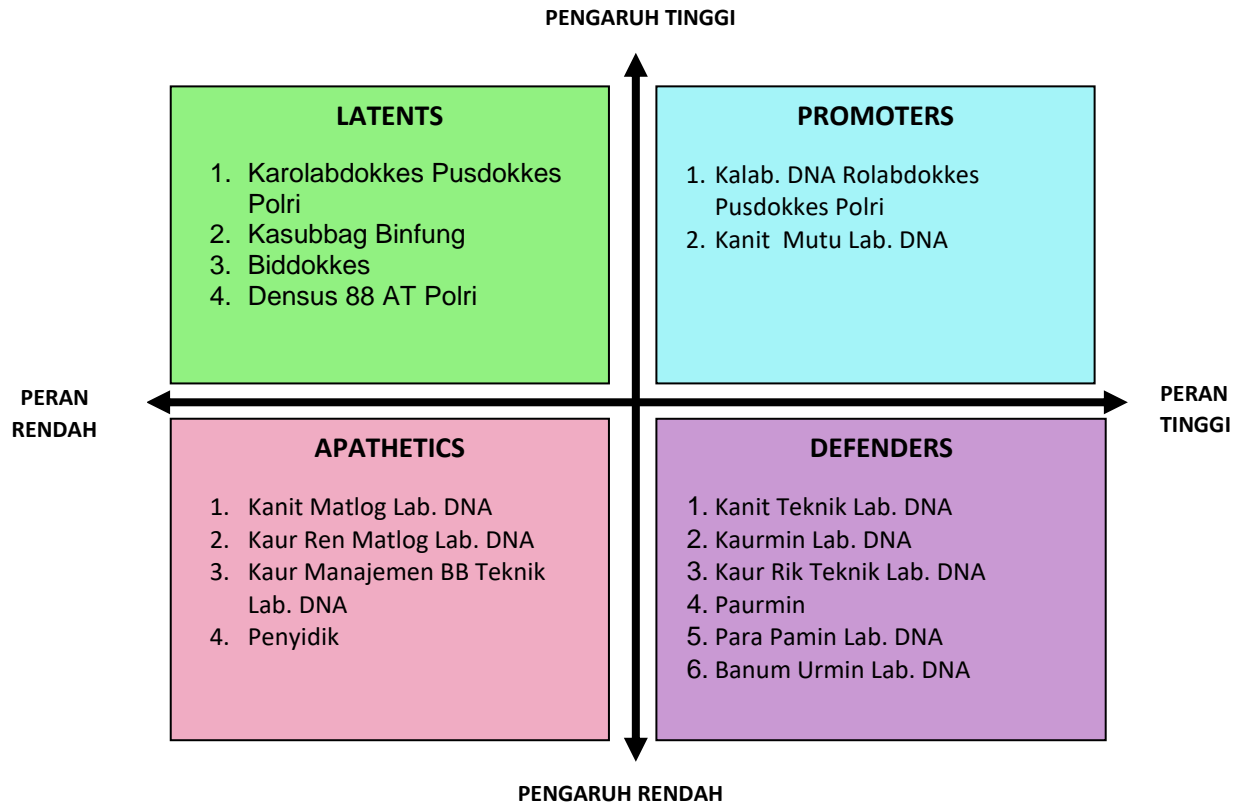 PENGARUH TINGGI
LATENTS
1. Karolabdokkes Pusdokkes
Polri
2. Kasubbag Binfung
3. Biddokkes
4. Densus 88 AT Polri
PROMOTERS
1. Kalab. DNA Rolabdokkes
Pusdokkes Polri
2. Kanit Mutu Lab. DNA
PERAN
RENDAH
PERAN
TINGGI
APATHETICS
1. Kanit Matlog Lab. DNA
2. Kaur Ren Matlog Lab. DNA
3. Kaur Manajemen BB Teknik
Lab. DNA
4. Penyidik
DEFENDERS
1. Kanit Teknik Lab. DNA
2. Kaurmin Lab. DNA
3. Kaur Rik Teknik Lab. DNA
4. Paurmin
5. Para Pamin Lab. DNA
6. Banum Urmin Lab. DNA
PENGARUH RENDAH